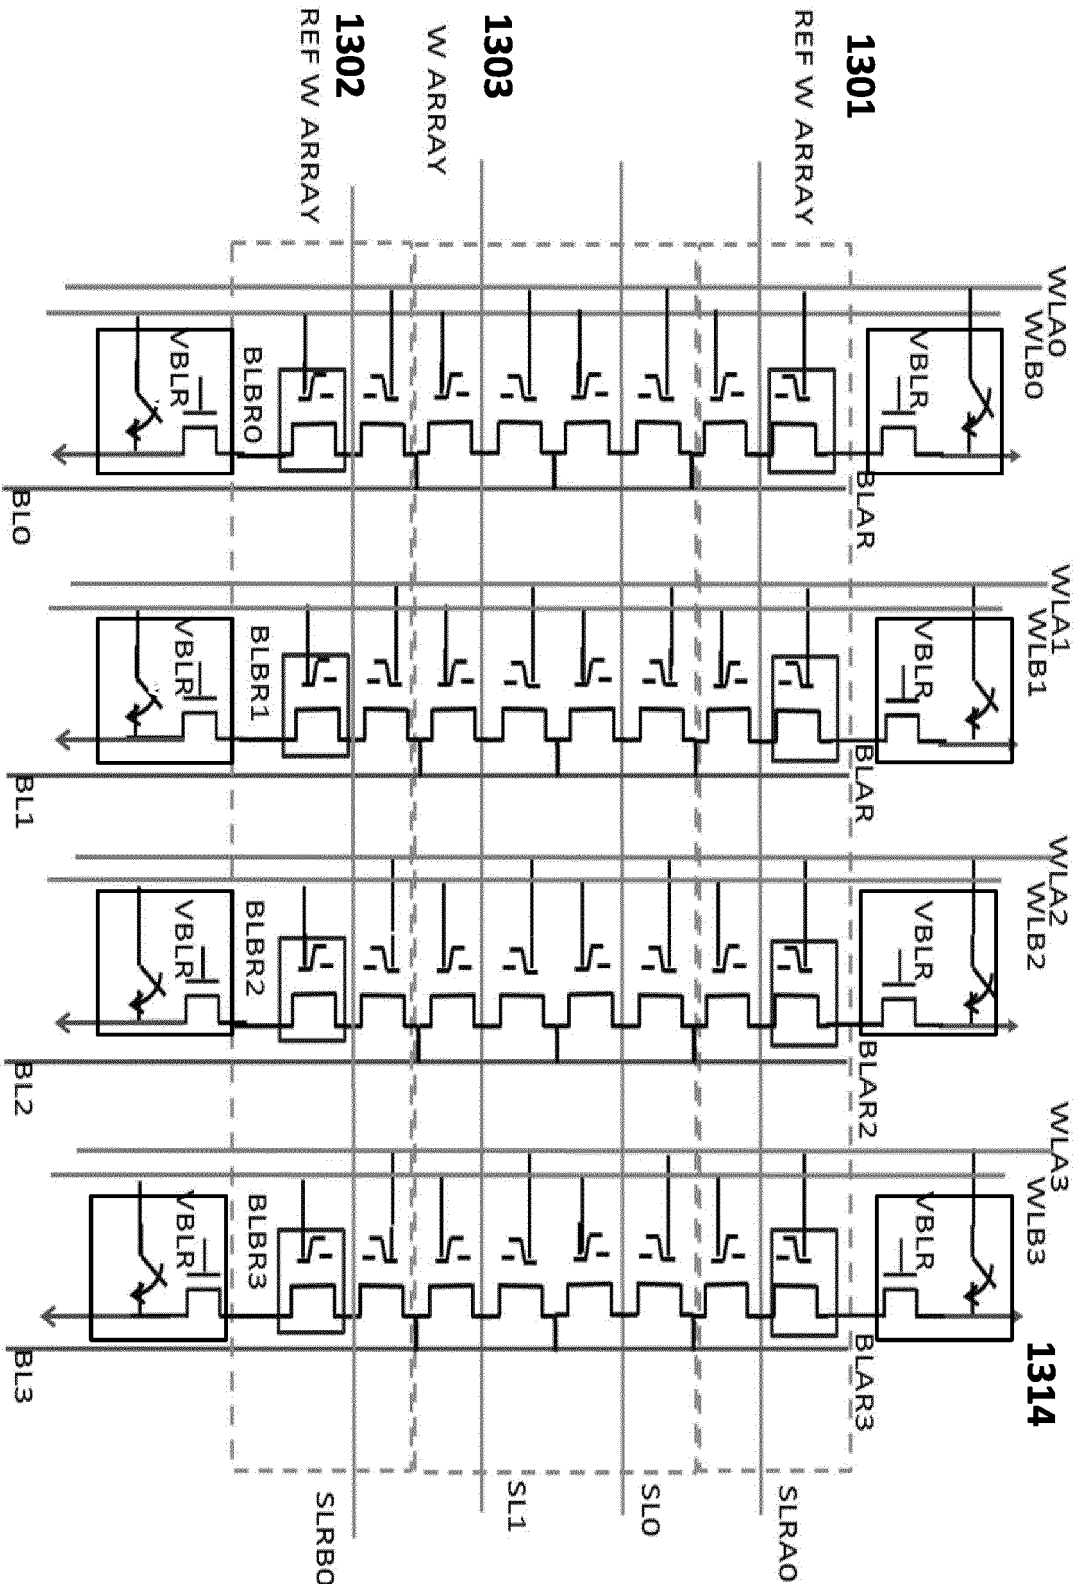 WLA0
WLA1
WLA2
WLA3
WLB0
WLB1
WLB2
WLB3
1314
VBLR
VBLR
VBLR
VBLR
1301
BLAR
BLAR
BLAR2
BLAR3
REF W ARRAY
SLRA0
SL0
SL1
1303
W ARRAY
1302
REF W ARRAY
SLRB0
BLBR0
BLBR1
BLBR2
BLBR3
VBLR
VBLR
VBLR
VBLR
BL0
BL1
BL2
BL3